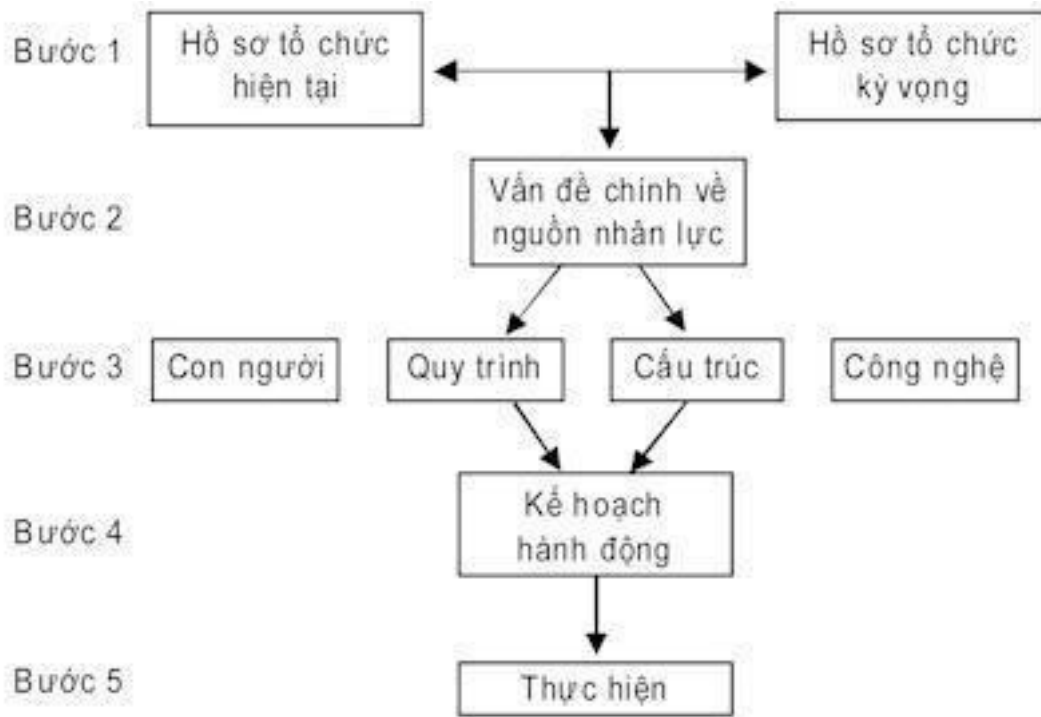 Bước 1
Hồ sơ tổ chức
hiện tại
Hồ sơ tổ chức
kỳ vọng
Bước 2
Vấn đề chính về
nguồn nhân lực
Bước 3
Con người
Quy trình
Cấu trúc
Công nghệ
Bước 4
Kế hoạch
hành động
Bước 5
Thực hiện